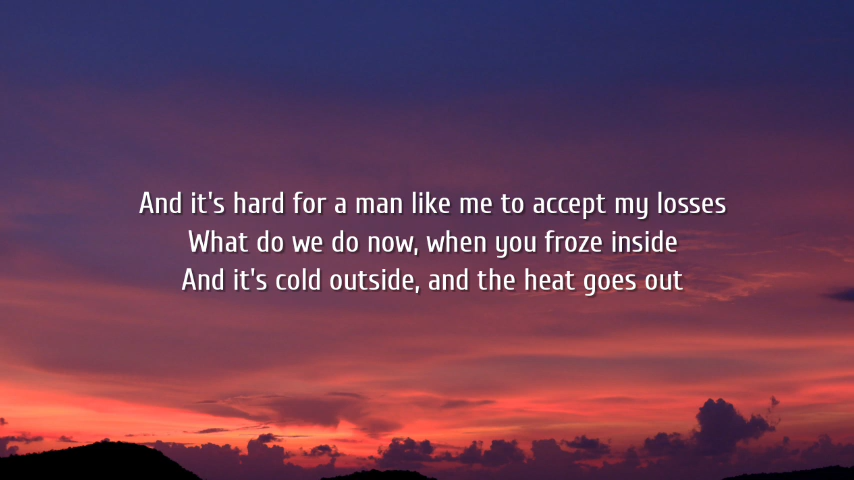 And it's hard for a man like me to accept my losses
What do we do now, when you froze inside
And it's cold outside, and the heat goes out